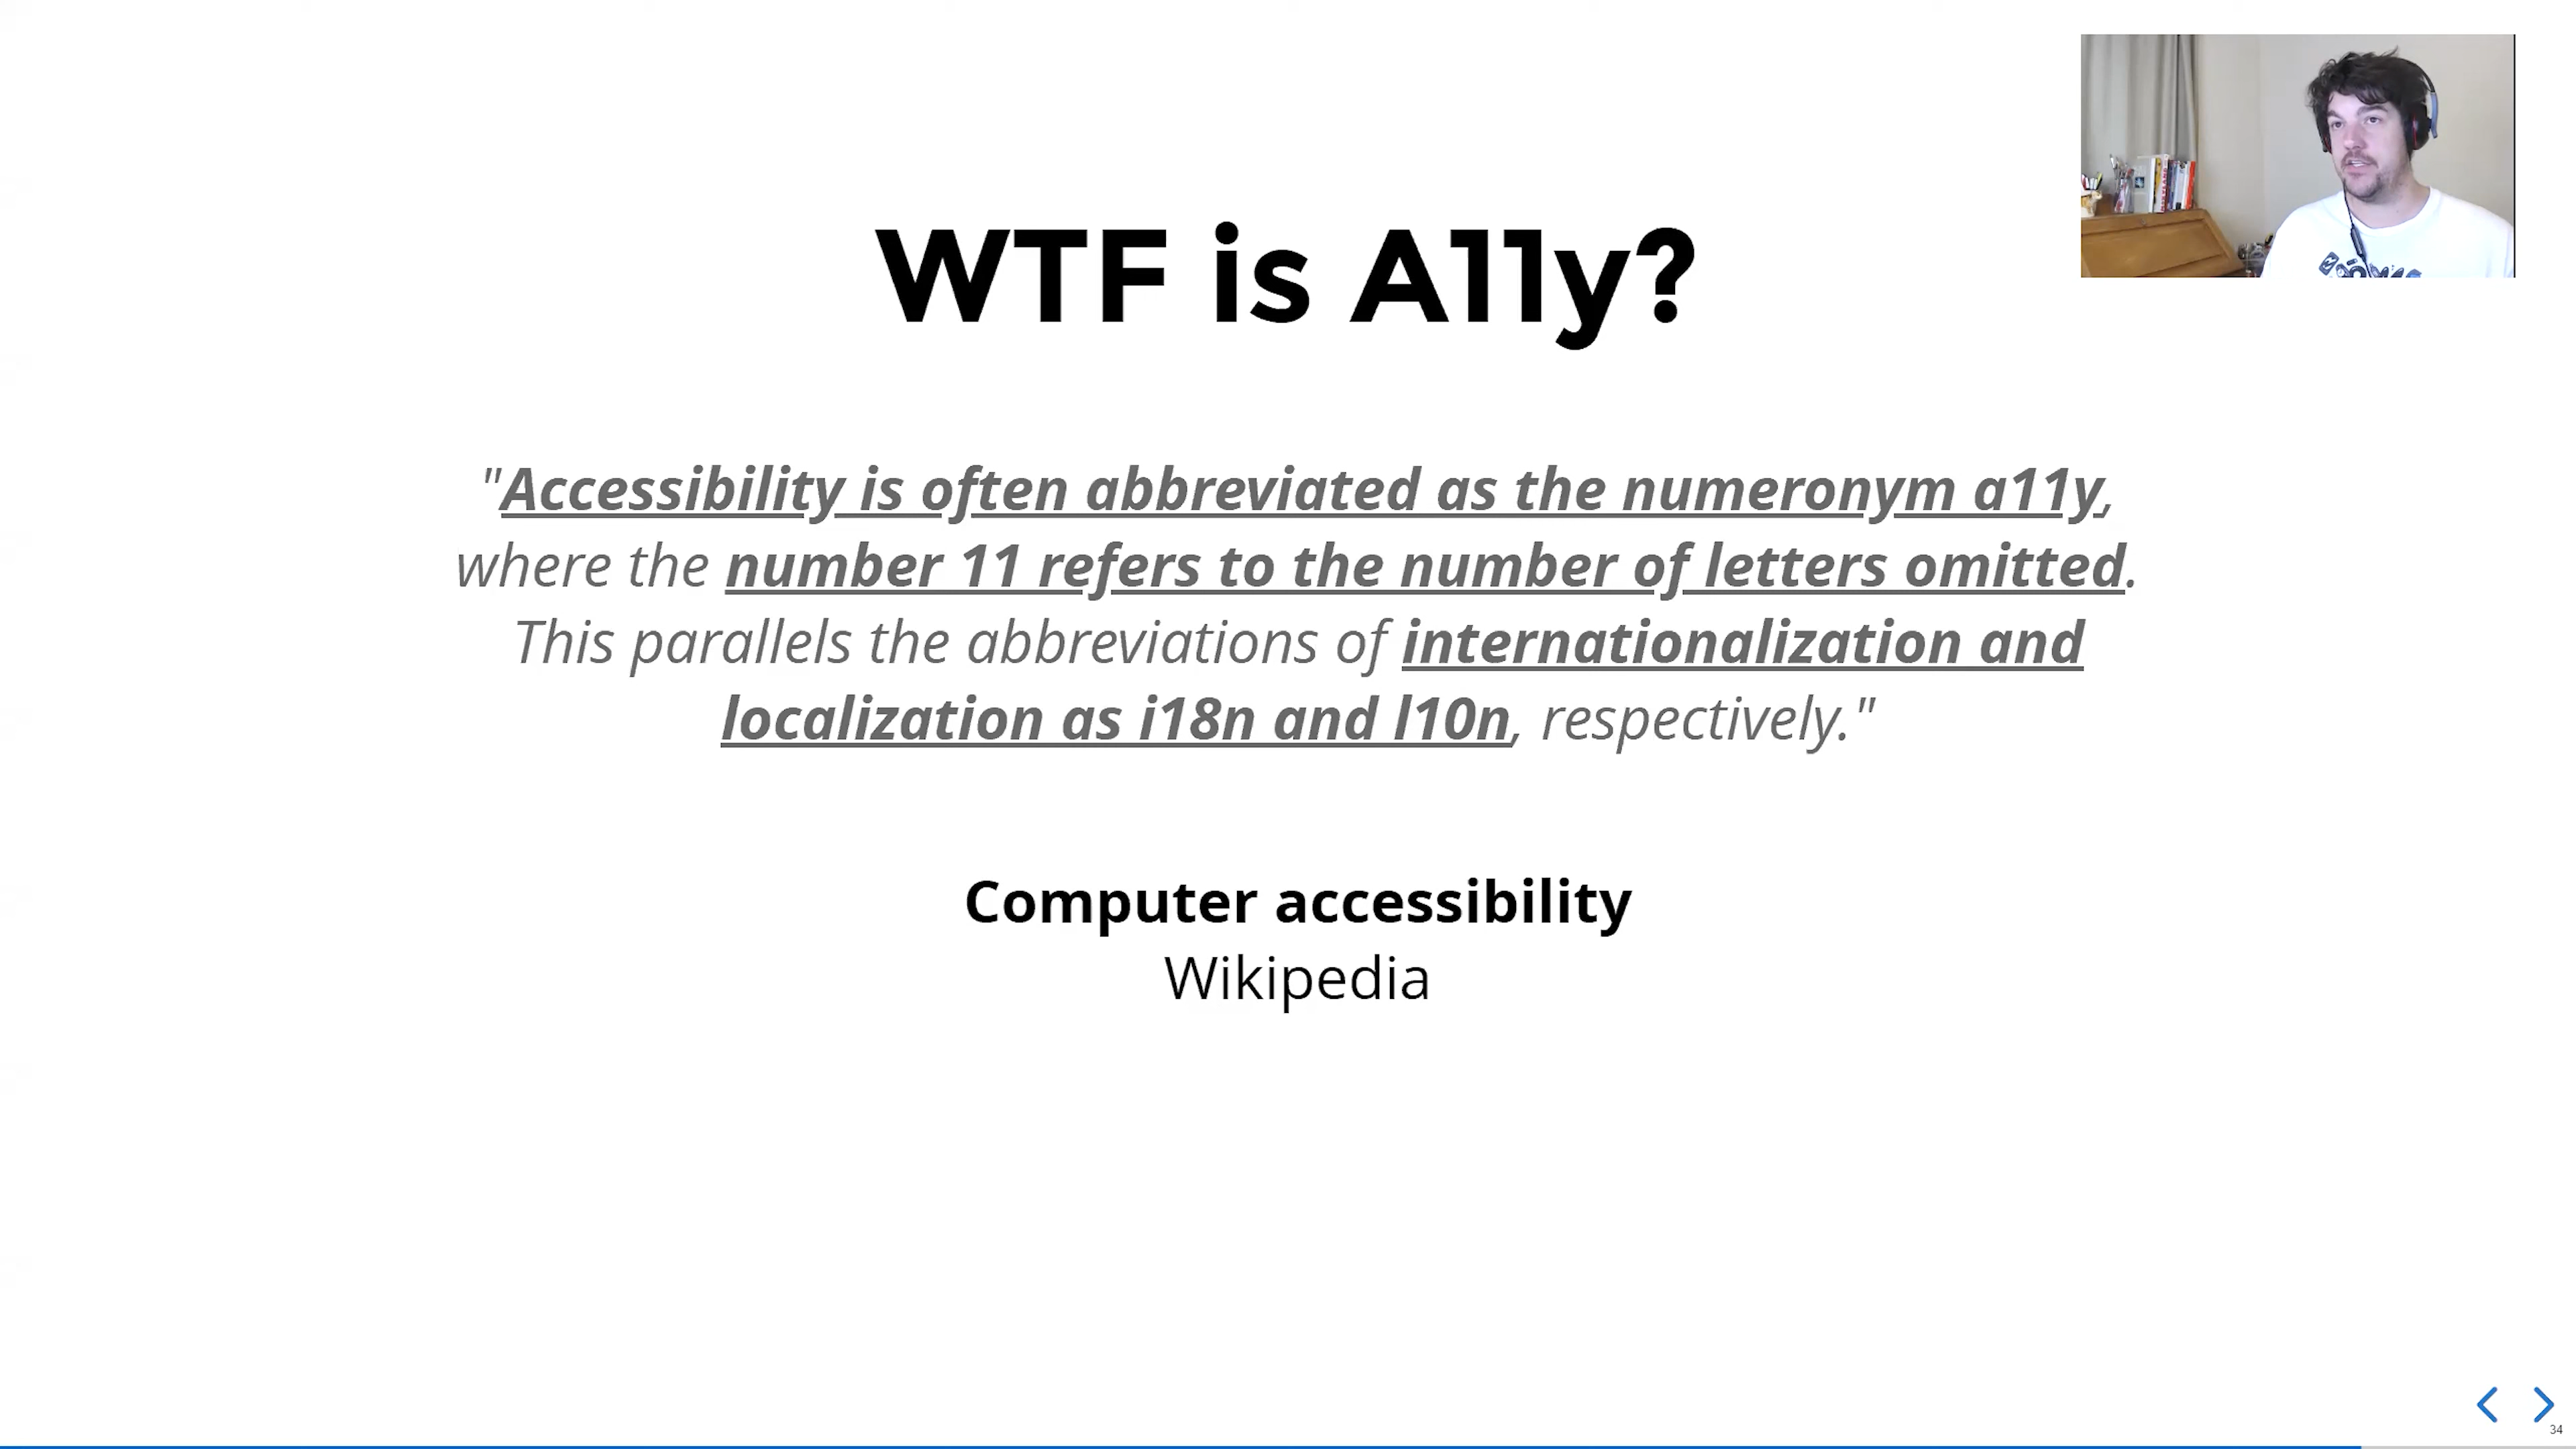 WTF is A11y?
"Accessibility is often abbreviated as the numeronym a11y,
where the number 11 refers to the number of letters omitted.
This parallels the abbreviations of internationalization and
localization as i18n and l10n, respectively."
Computer accessibility
Wikipedia
34